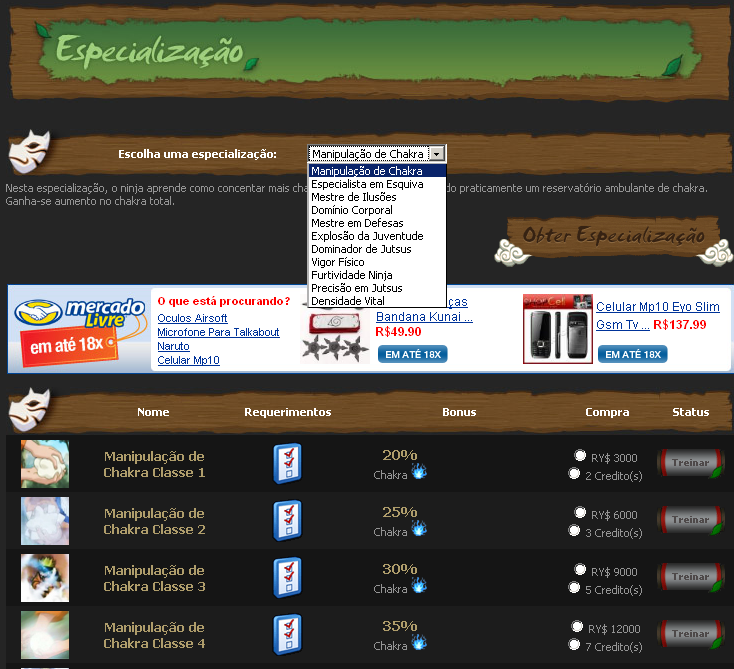 Especialização
Escolha uma especialização:
Manipulação de Chakra
Manipulação de Chakra
Especialista em Esquiva
Mestre de Ilusões
Domínio Corporal
Mestre em Defesas
Explosão da Juventude
Dominador de Jutsus
Vigor Físico
Furtividade Ninja
Precisão em Jutsus
Densidade Vital
Nesta especialização, o ninja aprende como concentar mais cha
do praticamente um reservatório ambulante de chakra.
Ganha-se aumento no chakra total.
Obter Especialização
mercado
Livre
em até 18x
O que está procurando?
Oculos Airsoft
Microfone Para Talkabout
Naruto
Celular Mp10
ças
Bandana Kunai ...
R$49.90
EM ATÉ 18X
Celular Mp10 Evo Slim
Gsm Tv ... R$137.99
EM ATÉ 18X
Nome Requerimentos Bonus Compra Status
Manipulação de
Chakra Classe 1
20%
Chakra
RY$ 3000
2 Credito(s)
Treinar
Manipulação de
Chakra Classe 2
25%
Chakra
RY$ 6000
3 Credito(s)
Treinar
Manipulação de
Chakra Classe 3
30%
Chakra
RY$ 9000
5 Credito(s)
Treinar
Manipulação de
Chakra Classe 4
35%
Chakra
RY$ 12000
7 Credito(s)
Treinar